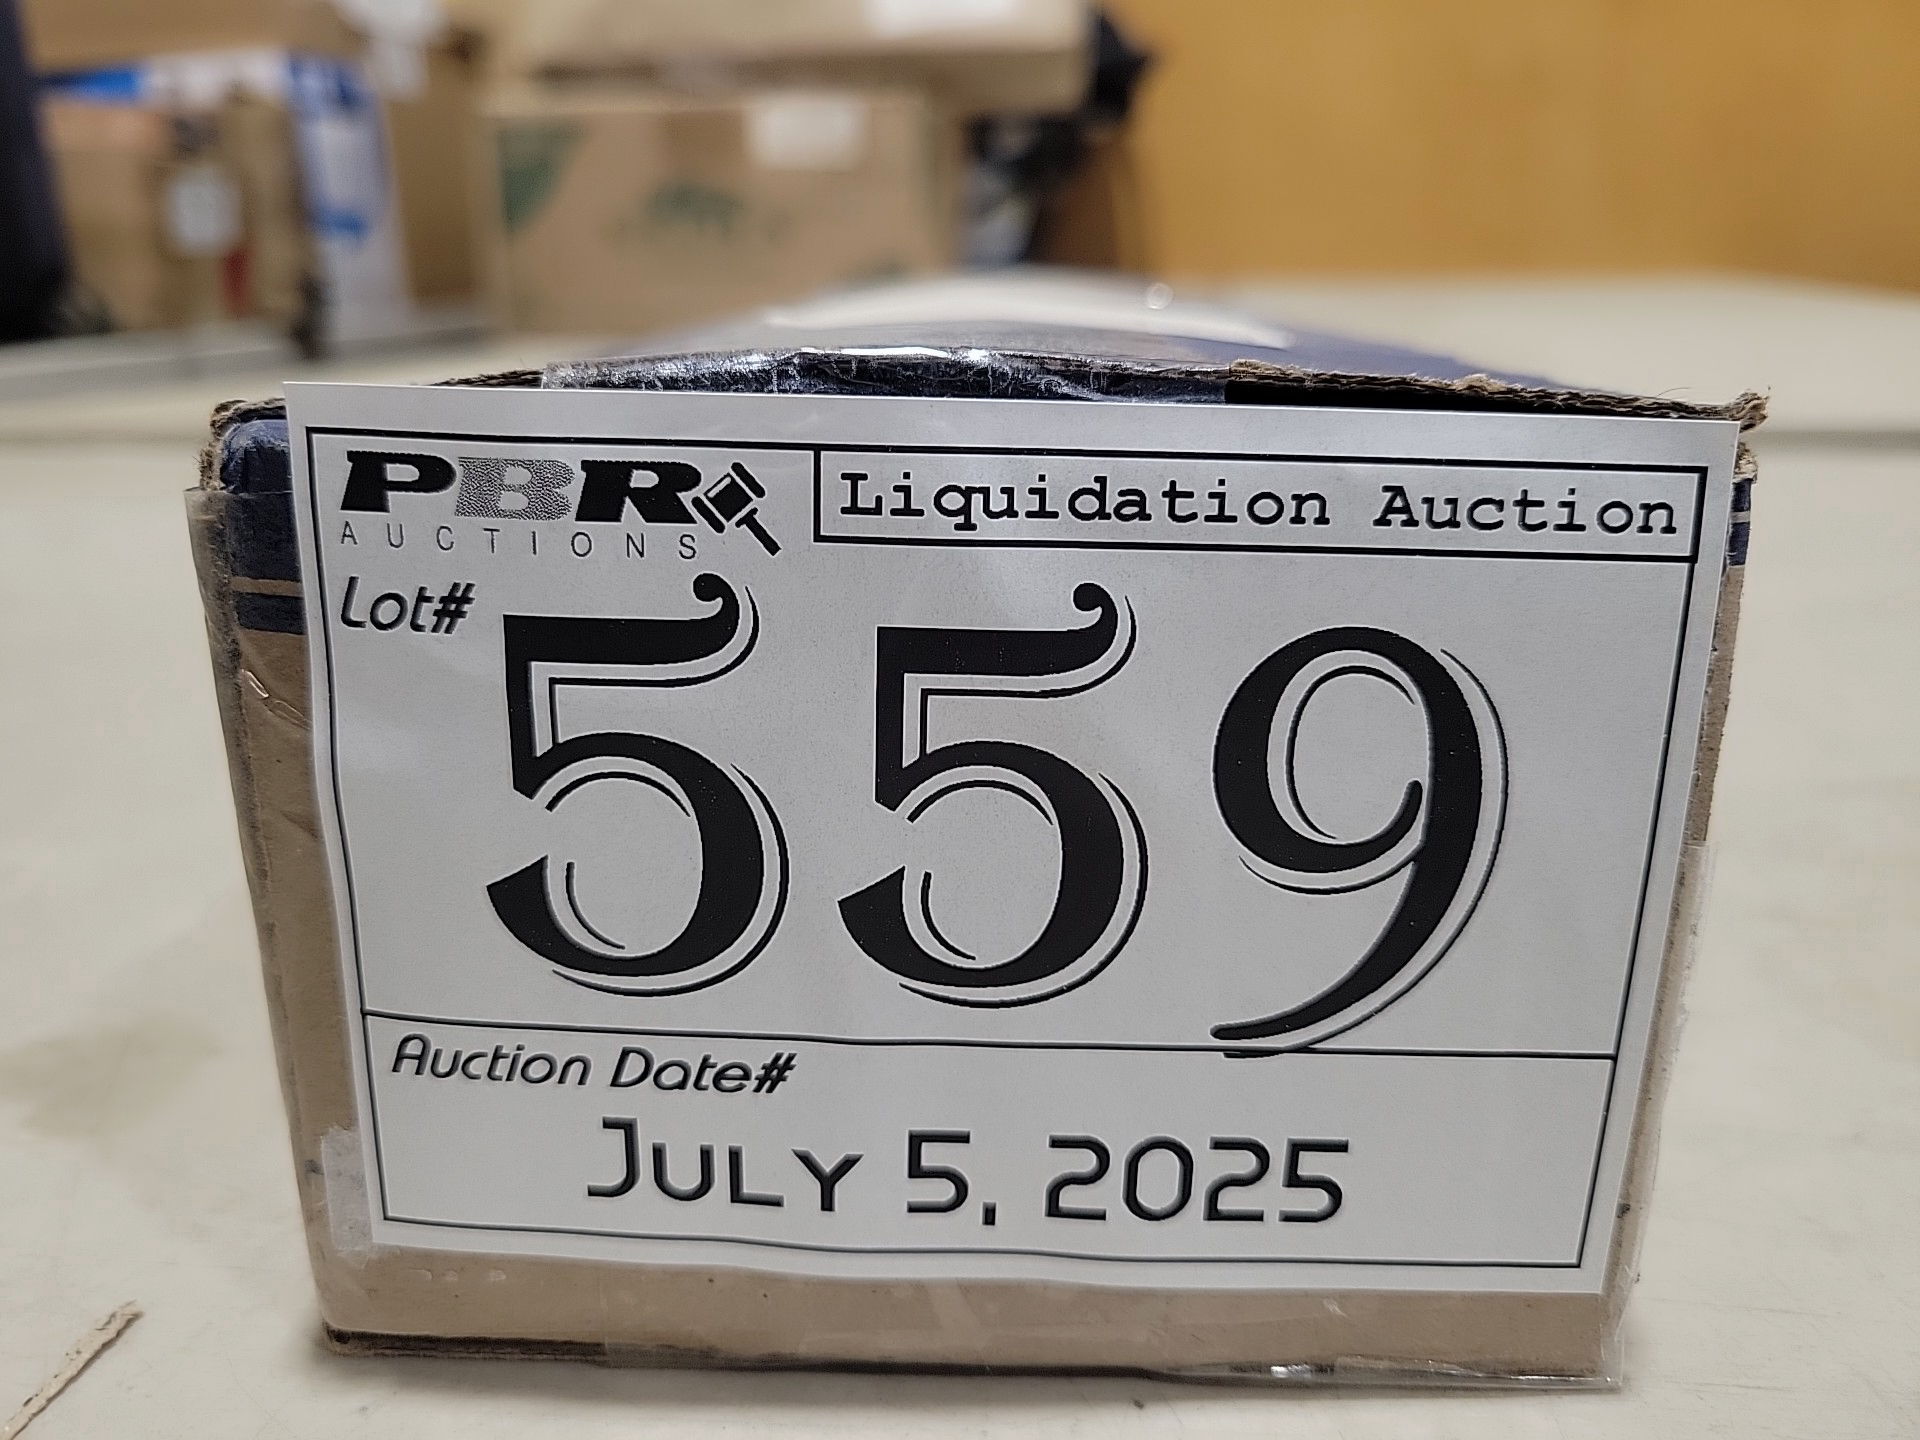 PBR
AUCTIONS
Liquidation Auction
Lot#
559
Auction Date#
July 5, 2025